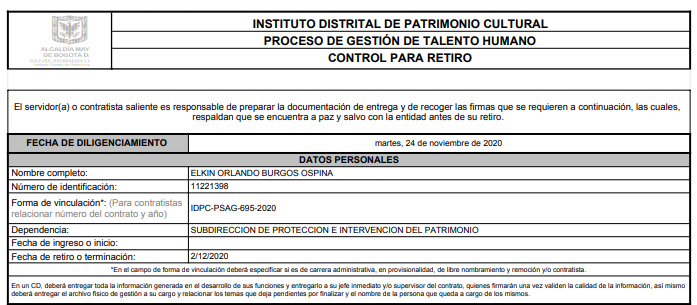 INSTITUTO DISTRITAL DE PATRIMONIO CULTURAL
PROCESO DE GESTIÓN DE TALENTO HUMANO
CONTROL PARA RETIRO
ALCALDÍA MAY
DE BOGOTÁ D.
El servidor(a) o contratista saliente es responsable de preparar la documentación de entrega y de recoger las firmas que se requieren a continuación, las cuales,
respaldan que se encuentra a paz y salvo con la entidad antes de su retiro.
FECHA DE DILIGENCIAMIENTO martes, 24 de noviembre de 2020
DATOS PERSONALES
Nombre completo: ELKIN ORLANDO BURGOS OSPINA
Número de identificación: 11221398
Forma de vinculación*: (Para contratistas
relacionar número del contrato y año) IDPC-PSAG-695-2020
Dependencia: SUBDIRECCION DE PROTECCION E INTERVENCION DEL PATRIMONIO
Fecha de ingreso o inicio:
Fecha de retiro o terminación: 2/12/2020
*En el campo de forma de vinculación deberá especificar si es de carrera administrativa, en provisionalidad, de libre nombramiento y remoción y/o contratista.
En un CD, deberá entregar toda la información generada en el desarrollo de sus funciones y entregarlo a su jefe inmediato y/o supervisor del contrato, quienes firmarán una vez validen la calidad de la información, así mismo
deberá entregar el archivo físico de gestión a su cargo y relacionar los temas que deja pendientes por finalizar y el nombre de la persona que queda a cargo de los mismos.